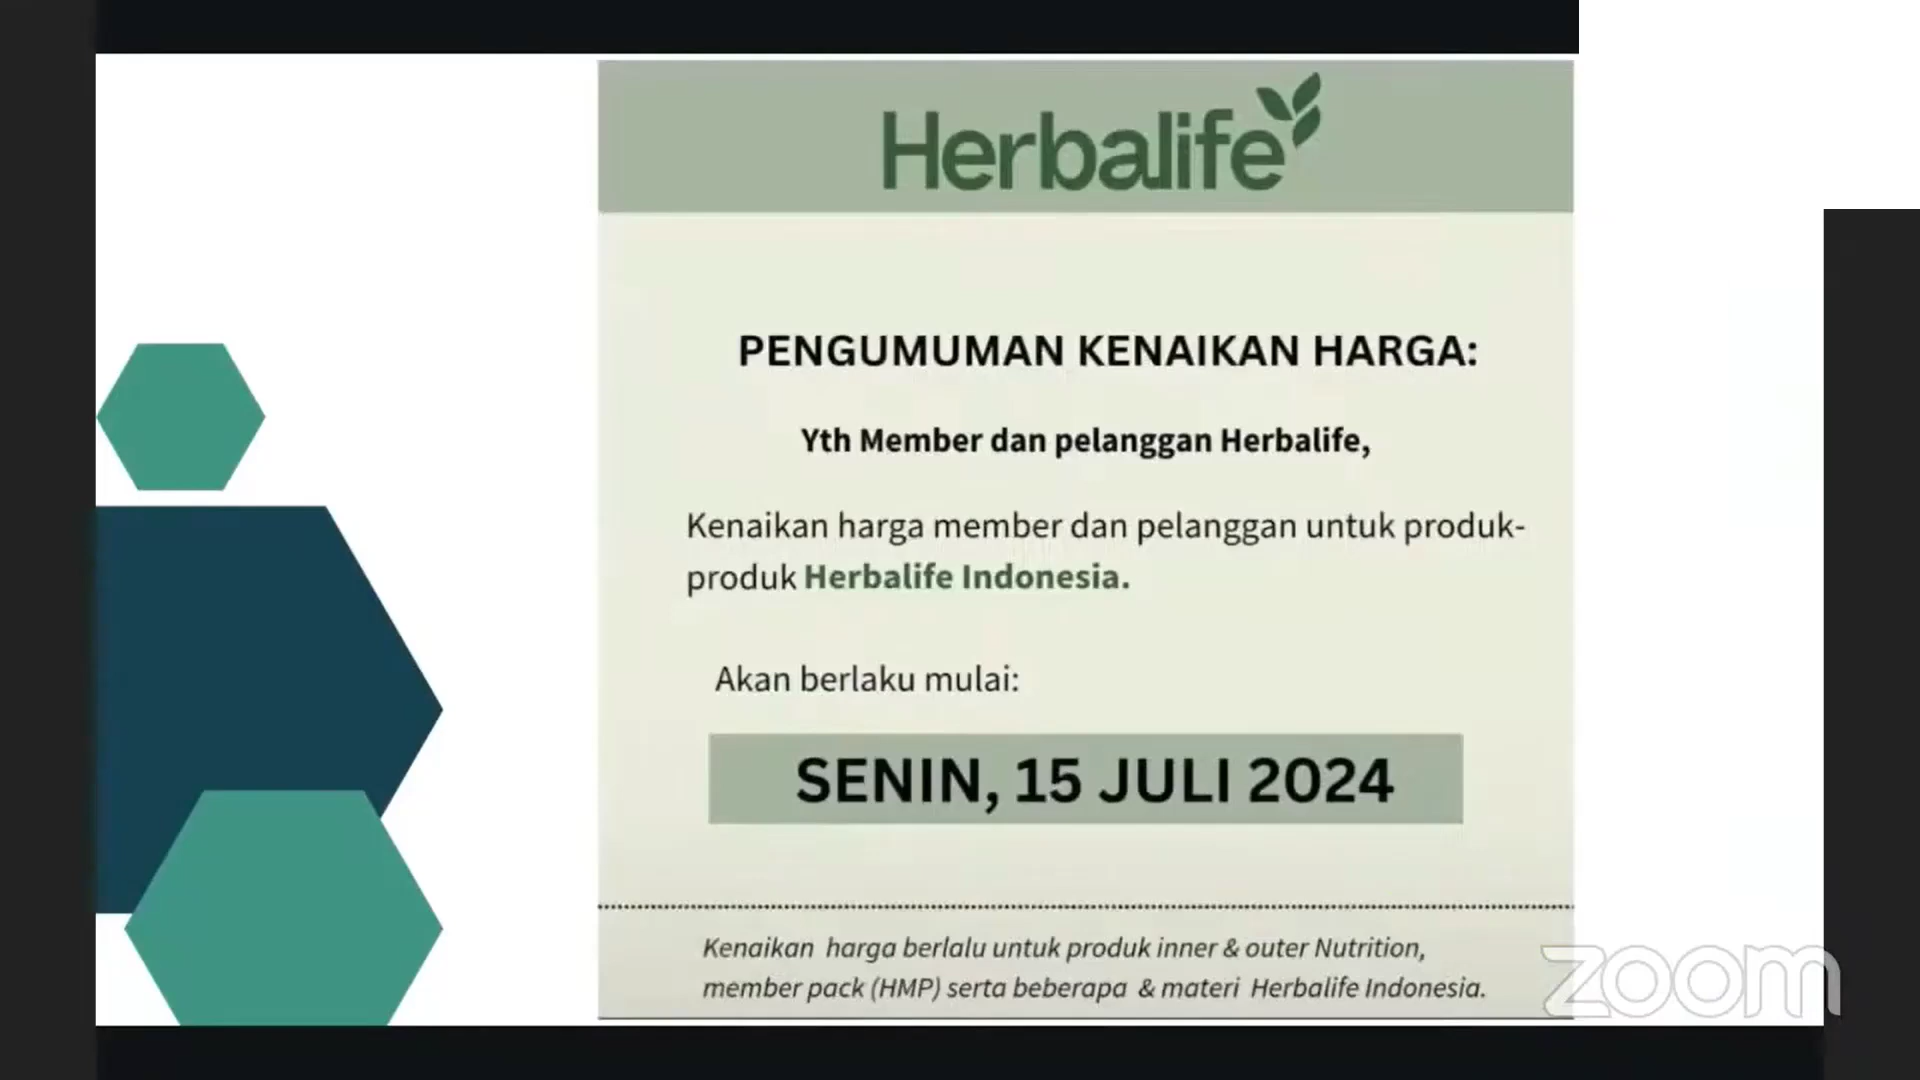 Herbalife
PENGUMUMAN KENAIKAN HARGA:
Yth Member dan pelanggan Herbalife,
Kenaikan harga member dan pelanggan untuk produk-
produk Herbalife Indonesia.
Akan berlaku mulai:
SENIN, 15 JULI 2024
Kenaikan harga berlalu untuk produk inner & outer Nutrition,
member pack (HMP) serta beberapa & materi Herbalife Indonesia.
zoom